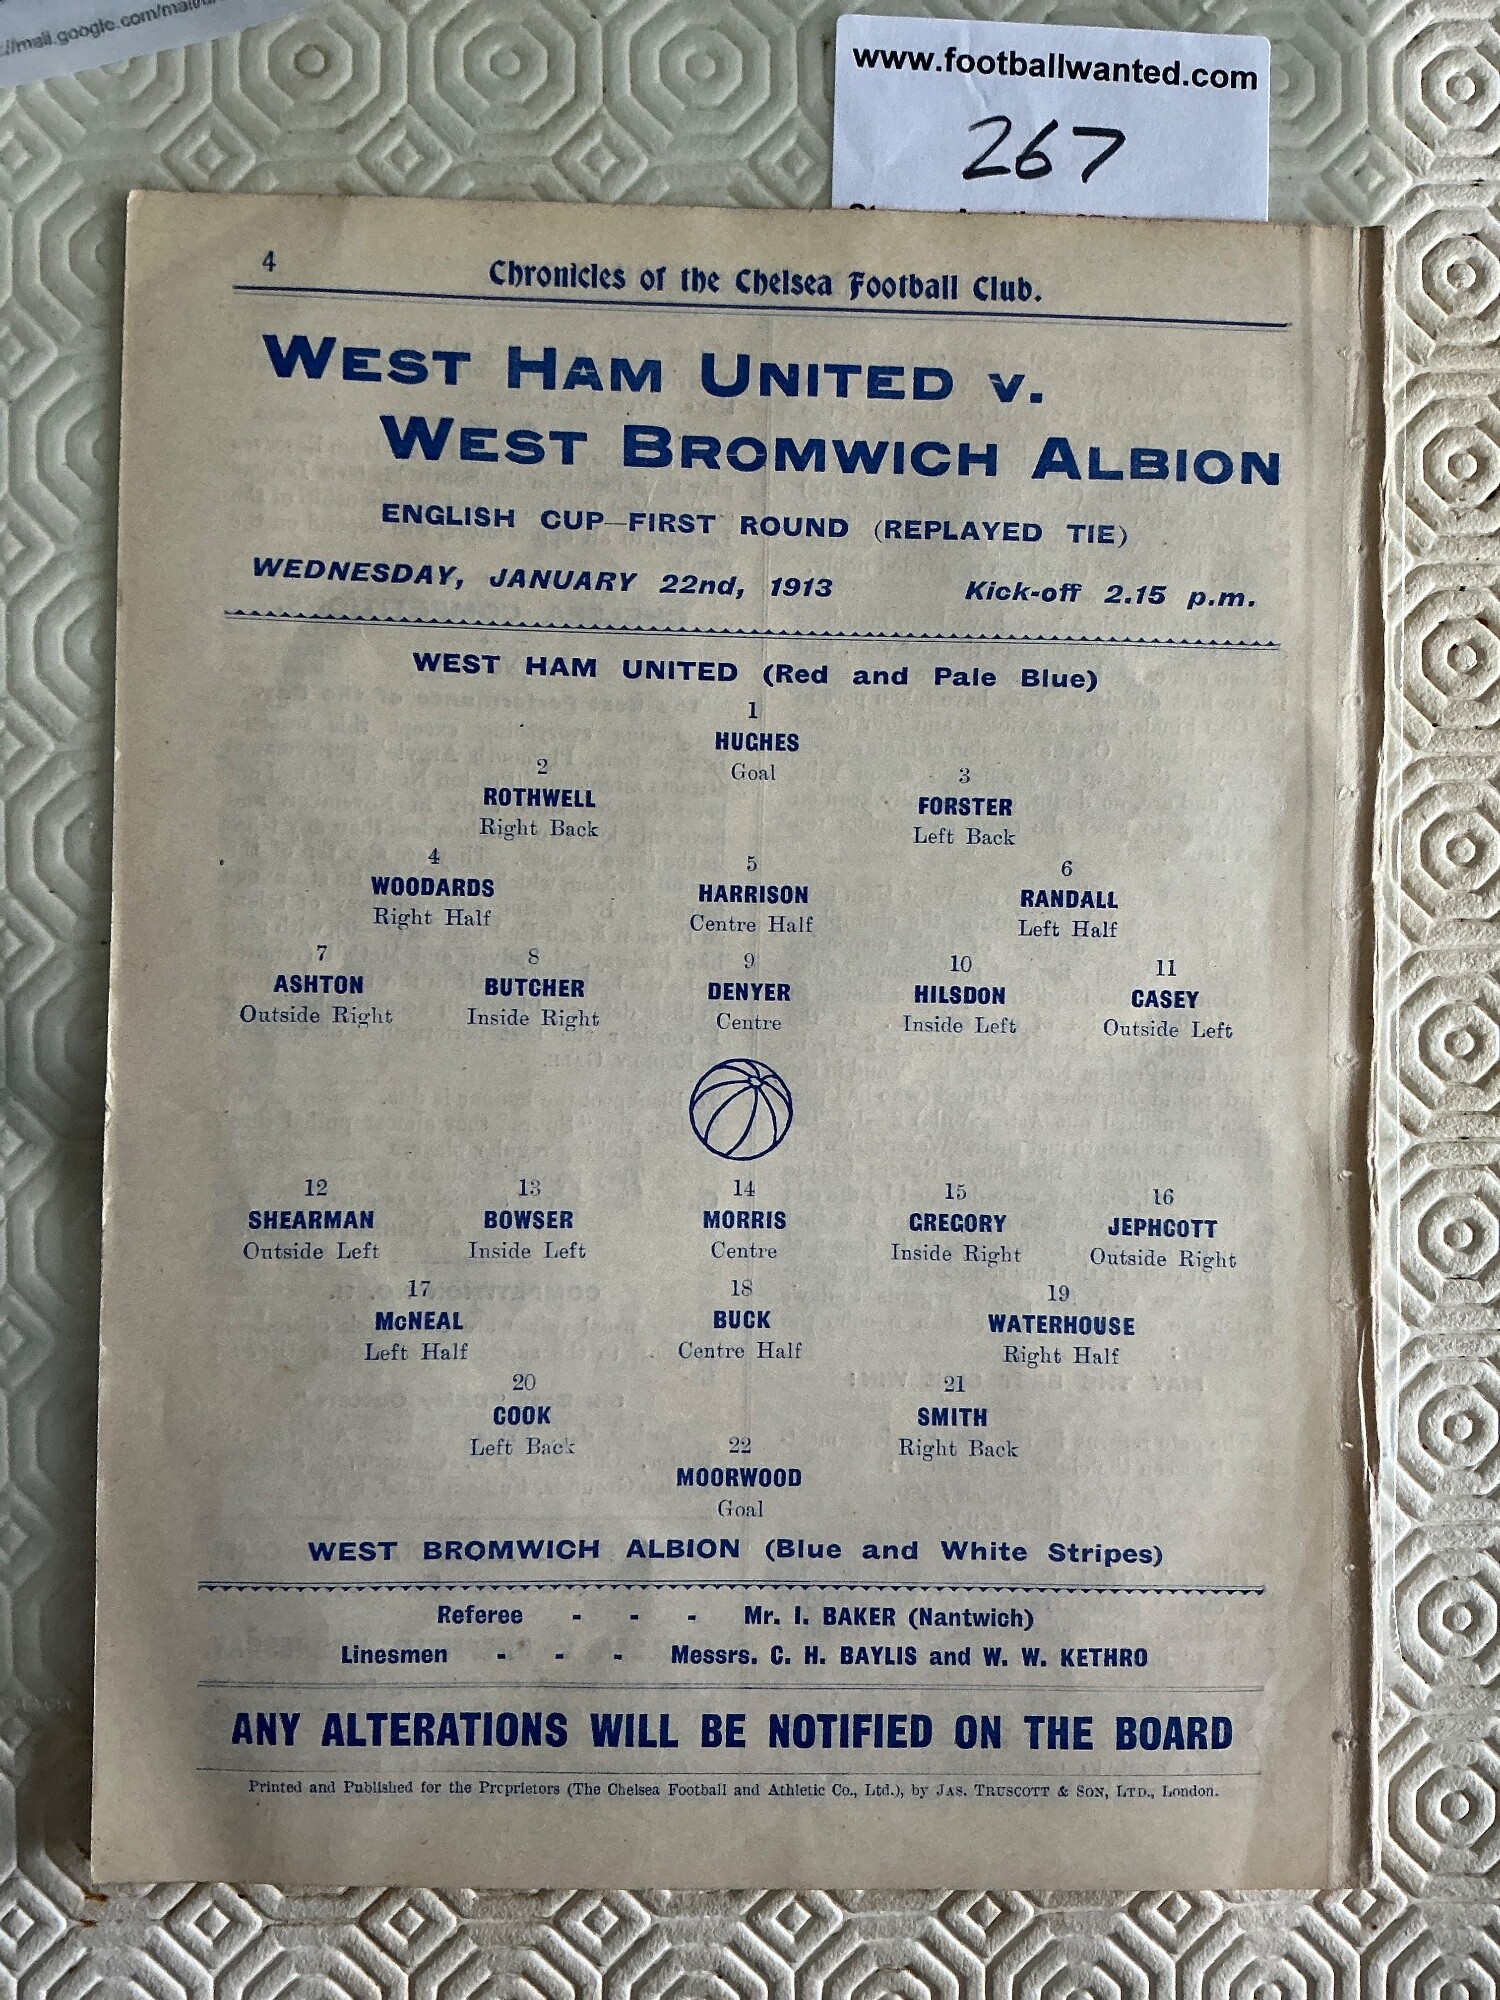 ://mail.google.com/mail/u/
www.footballwanted.com
267
4
Chronicles of the Chelsea Football Club.
WEST HAM UNITED v.
WEST BROMWICH ALBION
ENGLISH CUP—FIRST ROUND (REPLAYED TIE)
WEDNESDAY, JANUARY 22nd, 1913 Kick-off 2.15 p.m.
WEST HAM UNITED (Red and Pale Blue)
1
HUGHES
Goal
2 3
ROTHWELL FORSTER
Right Back Left Back
4 5 6
WOODARDS HARRISON RANDALL
Right Half Centre Half Left Half
7 8 9 10 11
ASHTON BUTCHER DENYER HILSDON CASEY
Outside Right Inside Right Centre Inside Left Outside Left
12 13 14 15 16
SHEARMAN BOWSER MORRIS GREGORY JEPHCOTT
Outside Left Inside Left Centre Inside Right Outside Right
17 18 19
McNEAL BUCK WATERHOUSE
Left Half Centre Half Right Half
20 21
COOK SMITH
Left Back Right Back
22
MOORWOOD
Goal
WEST BROMWICH ALBION (Blue and White Stripes)
Referee - - - Mr. I. BAKER (Nantwich)
Linesmen - - - Messrs. C. H. BAYLIS and W. W. KETHRO
ANY ALTERATIONS WILL BE NOTIFIED ON THE BOARD
Printed and Published for the Proprietors (The Chelsea Football and Athletic Co., Ltd.), by JAS. TRUSCOTT & SON, LTD., London.